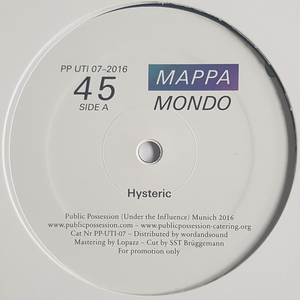 PP UTI 07–2016
45
SIDE A
MAPPA
MONDO
Hysteric
Public Possession (Under the Influence) Munich 2016
www.publicpossession.com – www.publicpossession-catering.org
Cat Nr PP-UTI-07 – Distributed by wordandsound
Mastering by Lopazz – Cut by SST Brüggemann
For promotion only